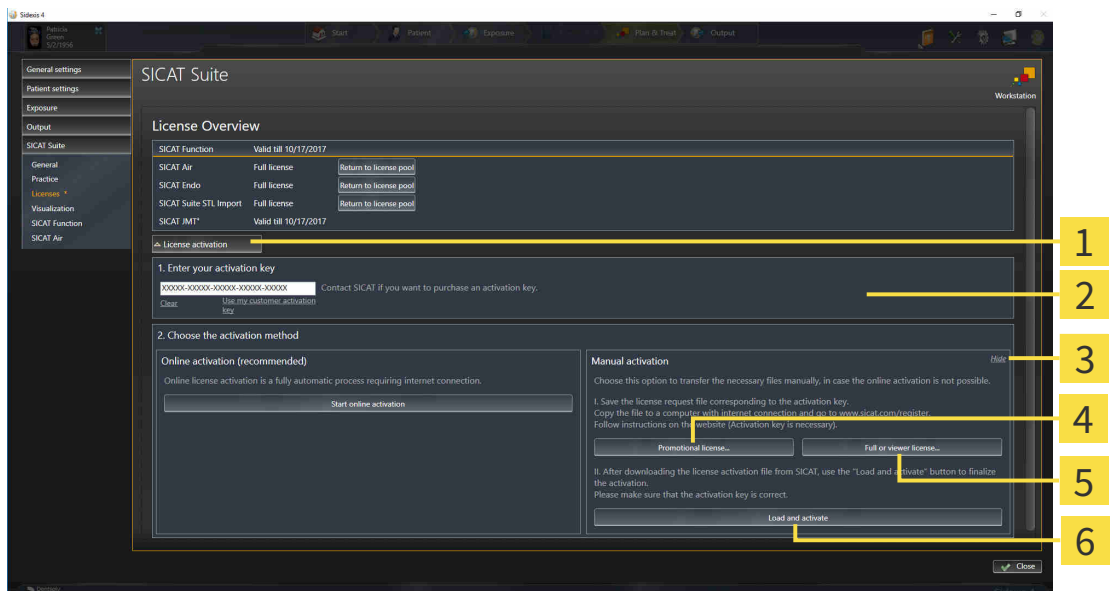 Sidexis 4
Patricia
Green
5/2/1956
Start
Patient
Exposure
Plan & Treat
Output
General settings
Patient settings
Exposure
Output
SICAT Suite
General
Practice
Licenses *
Visualization
SICAT Function
SICAT Air
SICAT Suite
Workstation
License Overview
SICAT Function Valid till 10/17/2017
SICAT Air Full license Return to license pool
SICAT Endo Full license Return to license pool
SICAT Suite STL Import Full license Return to license pool
SICAT JMT⁺ Valid till 10/17/2017
License activation
1. Enter your activation key
XXXXX-XXXXX-XXXXX-XXXXX-XXXXX Contact SICAT if you want to purchase an activation key.
Clear Use my customer activation
key
2. Choose the activation method
Online activation (recommended)
Online license activation is a fully automatic process requiring internet connection.
Start online activation
Manual activation Hide
Choose this option to transfer the necessary files manually, in case the online activation is not possible.
I. Save the license request file corresponding to the activation key.
Copy the file to a computer with internet connection and go to www.sicat.com/register.
Follow instructions on the website (Activation key is necessary).
Promotional license... Full or viewer license...
II. After downloading the license activation file from SICAT, use the "Load and activate" button to finalize
the activation.
Please make sure that the activation key is correct.
Load and activate
Close
1
2
3
4
5
6